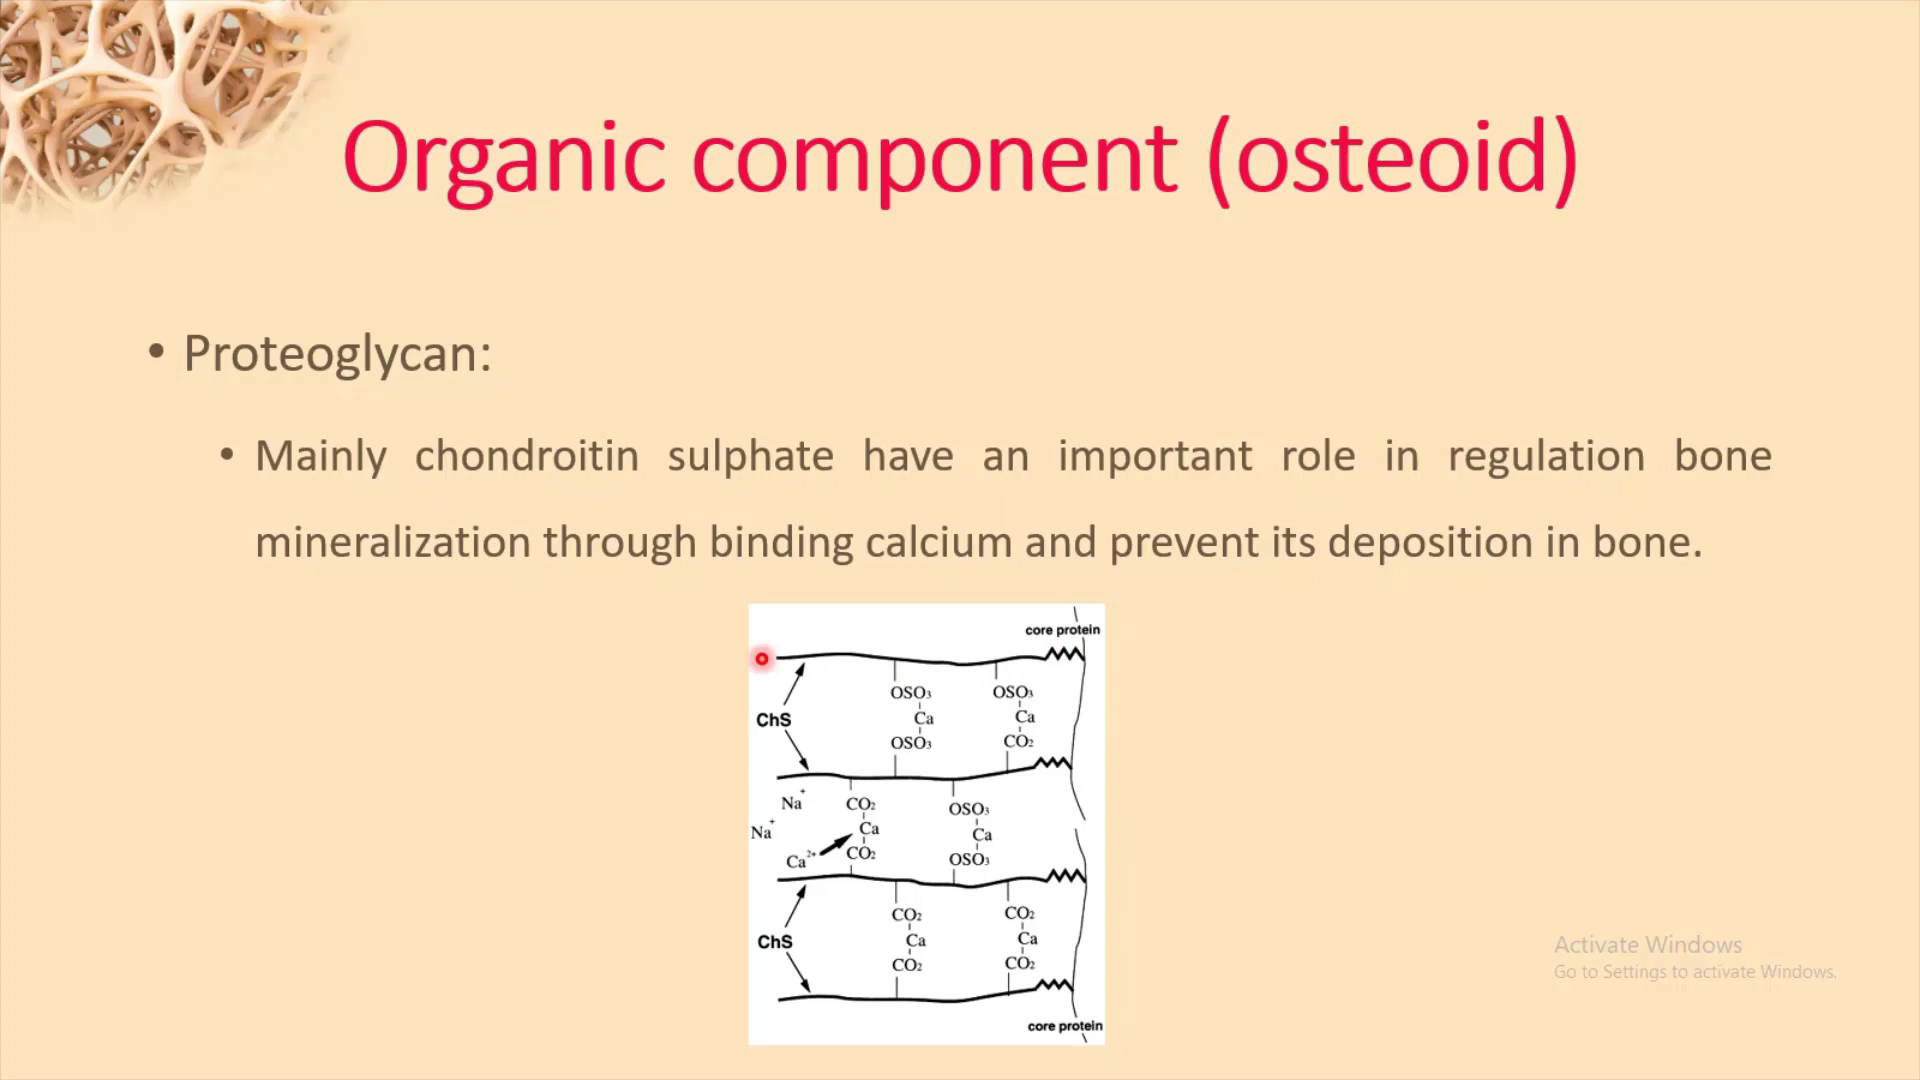 Organic component (osteoid)
• Proteoglycan:
• Mainly chondroitin sulphate have an important role in regulation bone
mineralization through binding calcium and prevent its deposition in bone.
core protein
OSO₃ OSO₃
ChS Ca Ca
OSO₃ CO₂
Na⁺ CO₂ OSO₃
Na⁺ Ca Ca
Ca²⁺ CO₂ OSO₃
CO₂ CO₂
ChS Ca Ca
CO₂ CO₂
core protein
Activate Windows
Go to Settings to activate Windows.